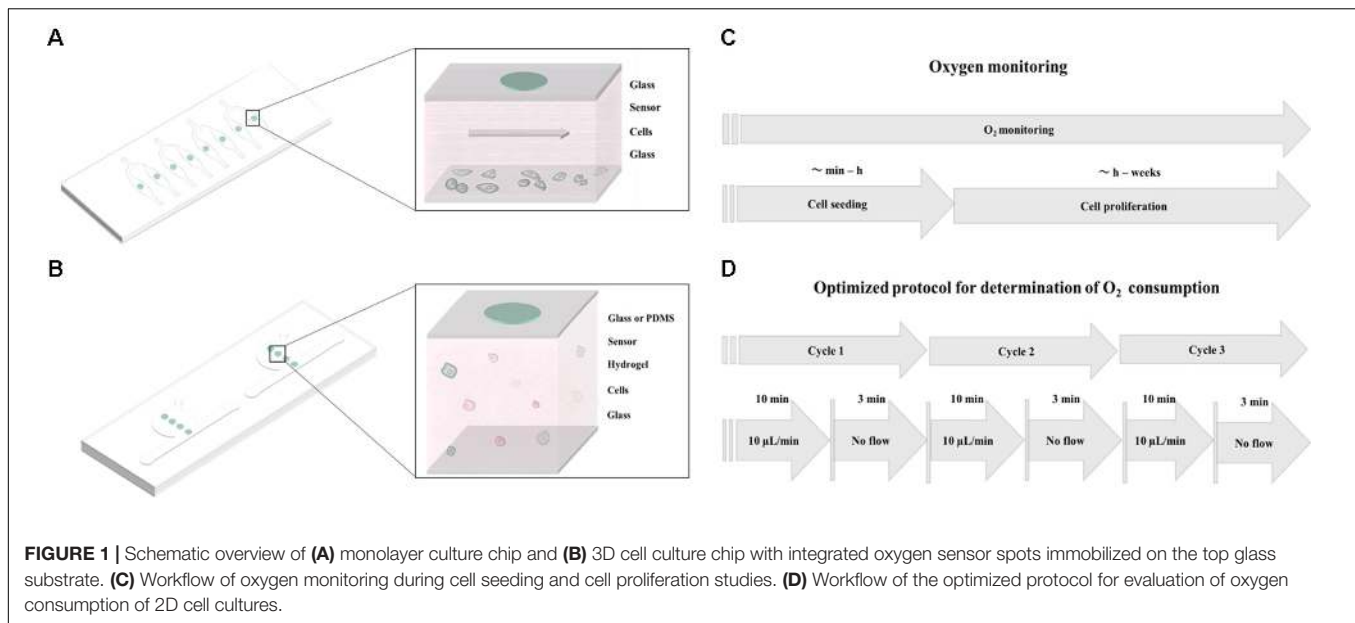 A
Glass
Sensor
Cells
Glass
B
Glass or PDMS
Sensor
Hydrogel
Cells
Glass
C
Oxygen monitoring
O2 monitoring
~ min – h
~ h – weeks
Cell seeding
Cell proliferation
D
Optimized protocol for determination of O2 consumption
Cycle 1
Cycle 2
Cycle 3
10 min 3 min 10 min 3 min 10 min 3 min
10 µL/min No flow 10 µL/min No flow 10 µL/min No flow
FIGURE 1 | Schematic overview of (A) monolayer culture chip and (B) 3D cell culture chip with integrated oxygen sensor spots immobilized on the top glass
substrate. (C) Workflow of oxygen monitoring during cell seeding and cell proliferation studies. (D) Workflow of the optimized protocol for evaluation of oxygen
consumption of 2D cell cultures.